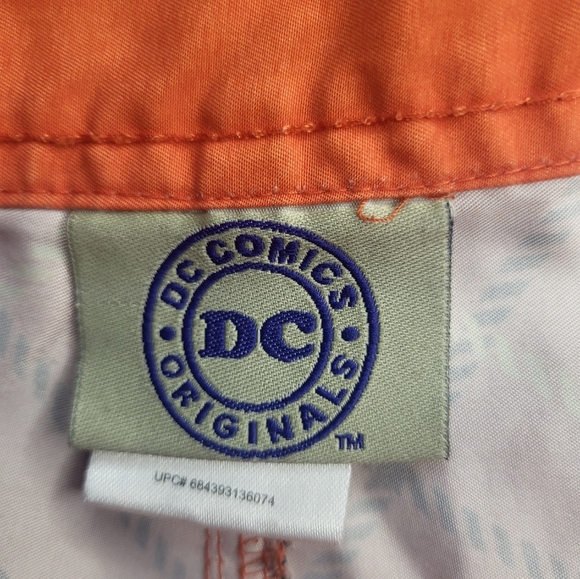 DC COMICS
DC
ORIGINALS
TM
UPC# 684393136074